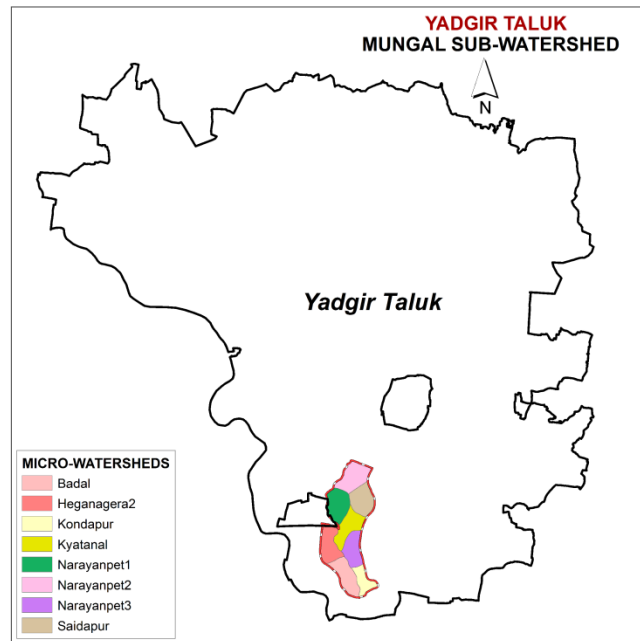 YADGIR TALUK
MUNGAL SUB-WATERSHED
N
Yadgir Taluk
MICRO-WATERSHEDS
Badal
Heganagera2
Kondapur
Kyatanal
Narayanpet1
Narayanpet2
Narayanpet3
Saidapur